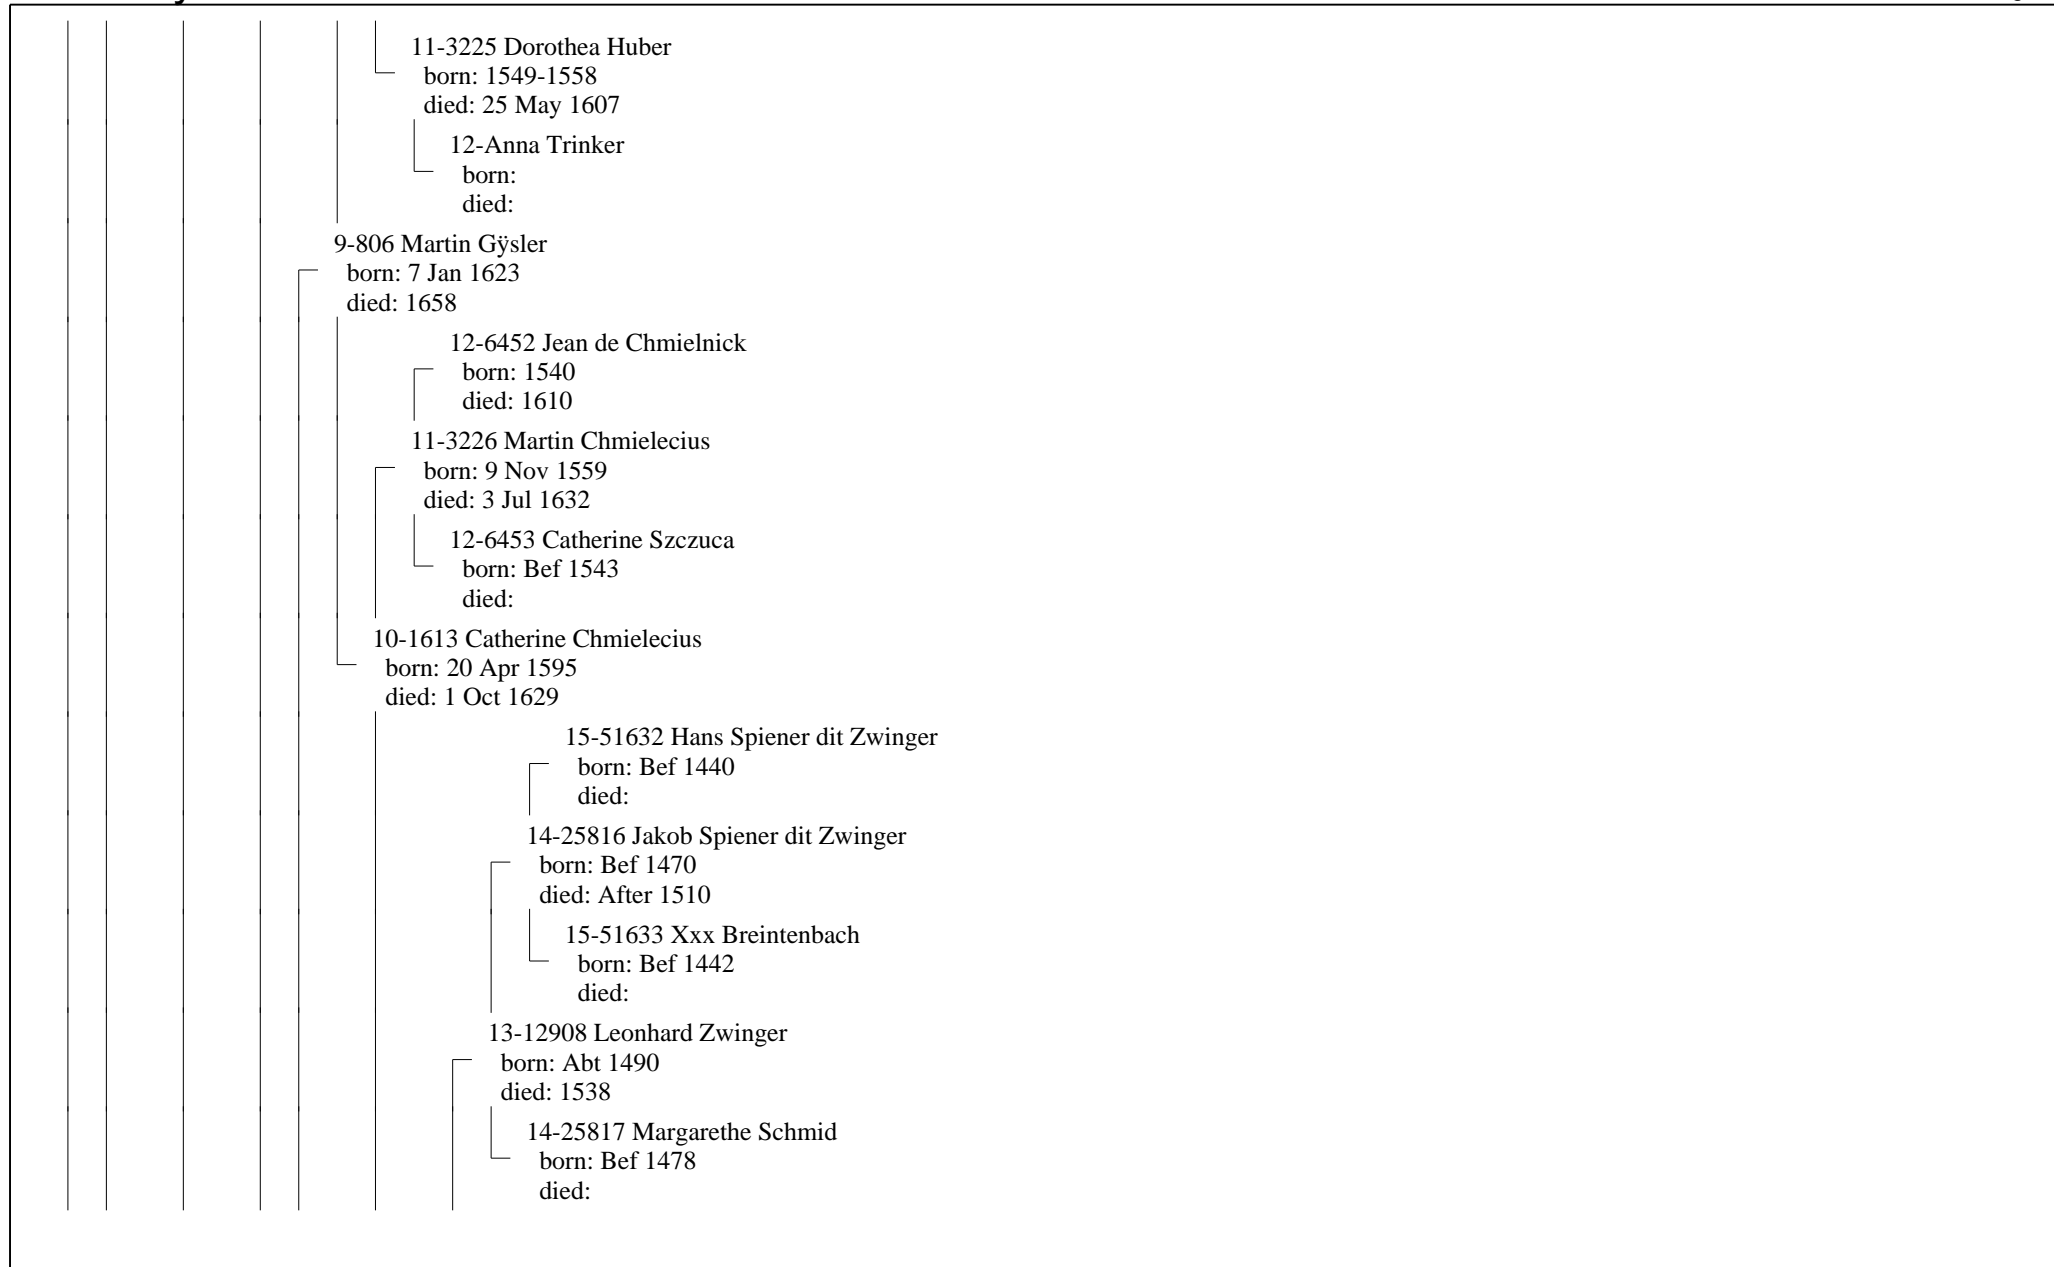 11-3225 Dorothea Huber
born: 1549-1558
died: 25 May 1607
12-Anna Trinker
born:
died:
9-806 Martin Gÿsler
born: 7 Jan 1623
died: 1658
12-6452 Jean de Chmielnick
born: 1540
died: 1610
11-3226 Martin Chmielecius
born: 9 Nov 1559
died: 3 Jul 1632
12-6453 Catherine Szczuca
born: Bef 1543
died:
10-1613 Catherine Chmielecius
born: 20 Apr 1595
died: 1 Oct 1629
15-51632 Hans Spiener dit Zwinger
born: Bef 1440
died:
14-25816 Jakob Spiener dit Zwinger
born: Bef 1470
died: After 1510
15-51633 Xxx Breintenbach
born: Bef 1442
died:
13-12908 Leonhard Zwinger
born: Abt 1490
died: 1538
14-25817 Margarethe Schmid
born: Bef 1478
died: